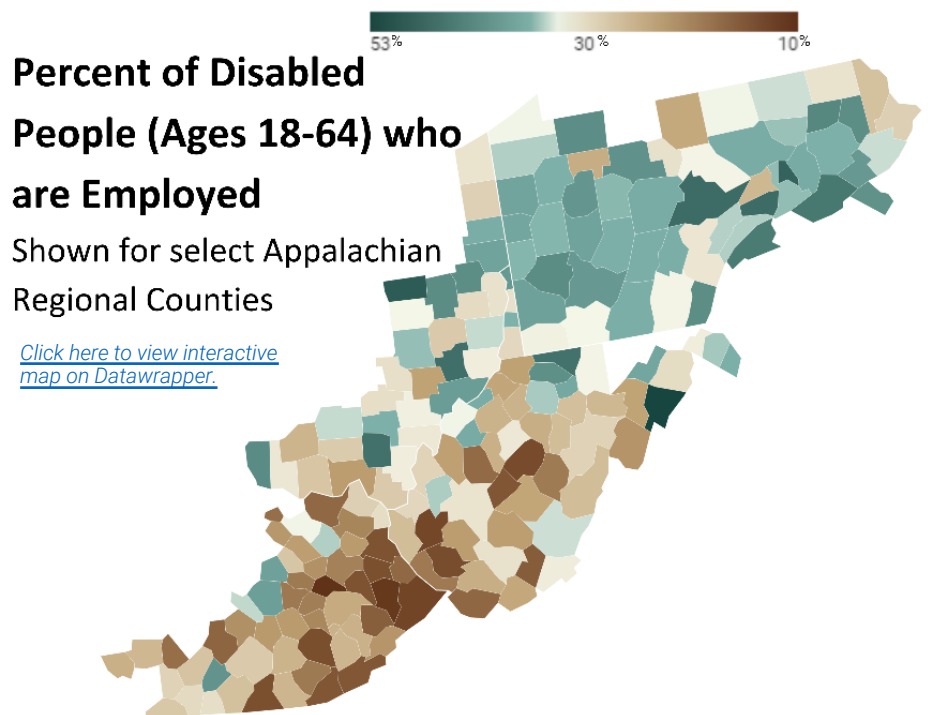 53%
30%
10%
Percent of Disabled
People (Ages 18-64) who
are Employed
Shown for select Appalachian
Regional Counties
Click here to view interactive
map on Datawrapper.